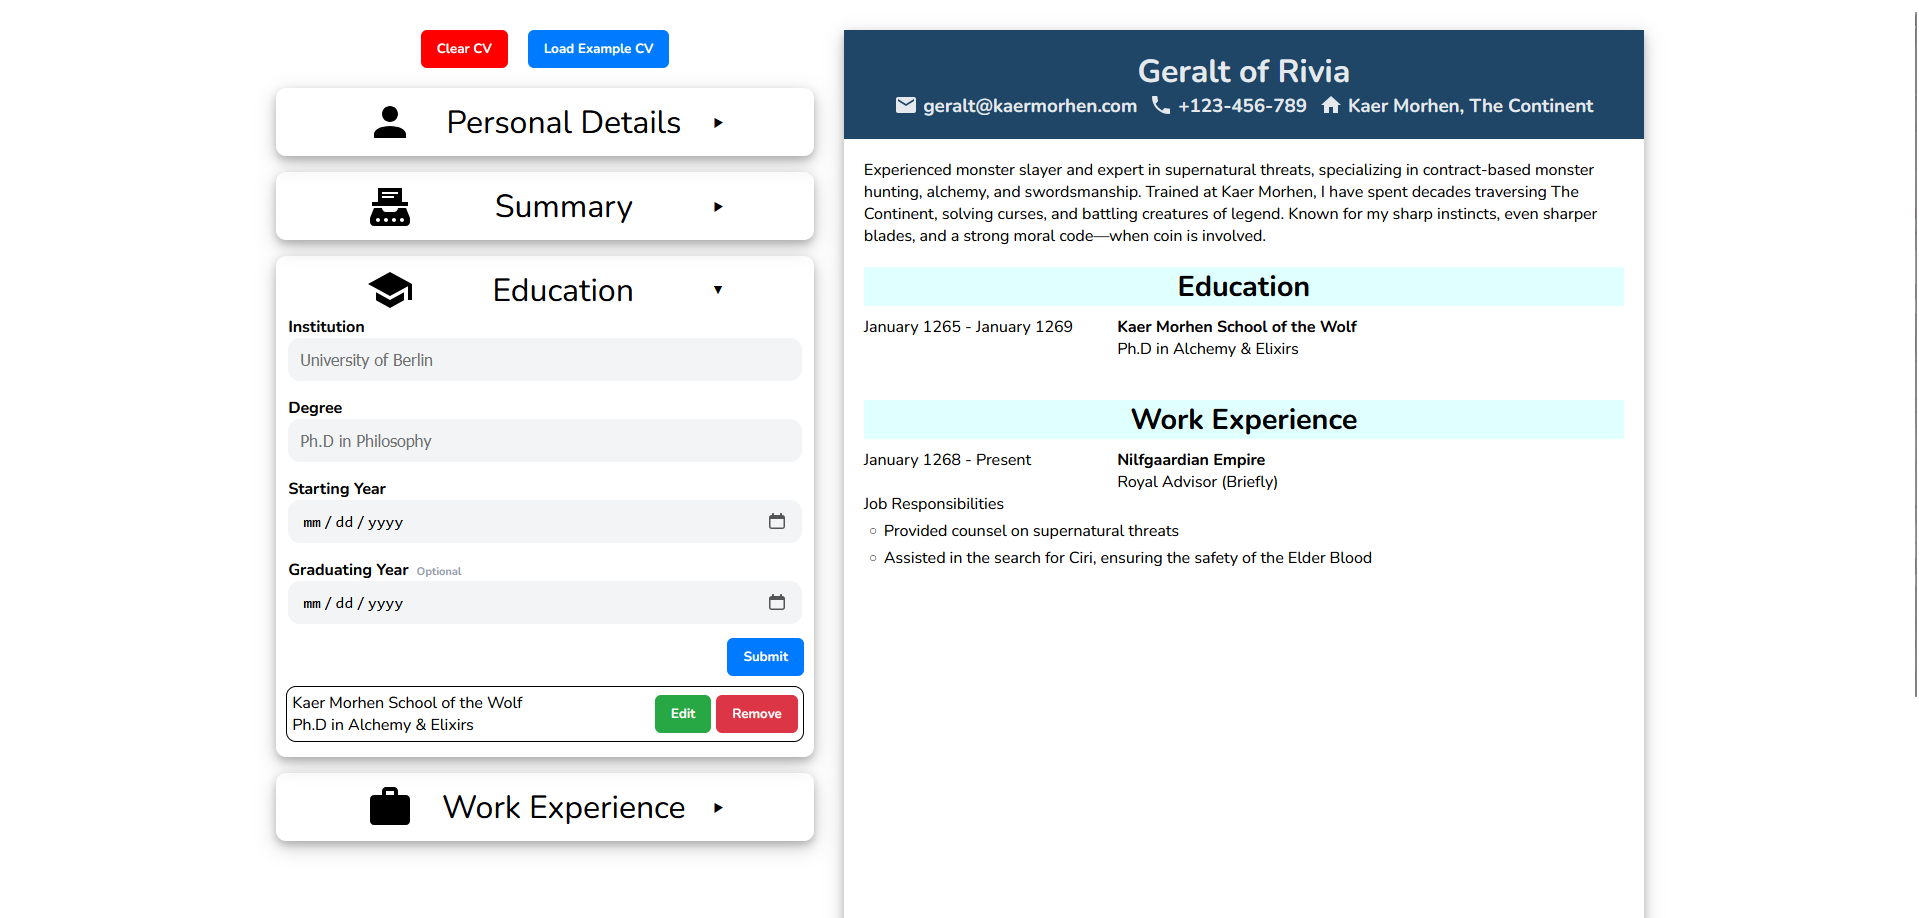 Clear CV
Load Example CV
Personal Details
Summary
Education
Institution
University of Berlin
Degree
Ph.D in Philosophy
Starting Year
mm / dd / yyyy
Graduating Year Optional
mm / dd / yyyy
Submit
Kaer Morhen School of the Wolf
Ph.D in Alchemy & Elixirs
Edit
Remove
Work Experience
Geralt of Rivia
geralt@kaermorhen.com +123-456-789 Kaer Morhen, The Continent
Experienced monster slayer and expert in supernatural threats, specializing in contract-based monster
hunting, alchemy, and swordsmanship. Trained at Kaer Morhen, I have spent decades traversing The
Continent, solving curses, and battling creatures of legend. Known for my sharp instincts, even sharper
blades, and a strong moral code—when coin is involved.
Education
January 1265 - January 1269
Kaer Morhen School of the Wolf
Ph.D in Alchemy & Elixirs
Work Experience
January 1268 - Present
Nilfgaardian Empire
Royal Advisor (Briefly)
Job Responsibilities
Provided counsel on supernatural threats
Assisted in the search for Ciri, ensuring the safety of the Elder Blood